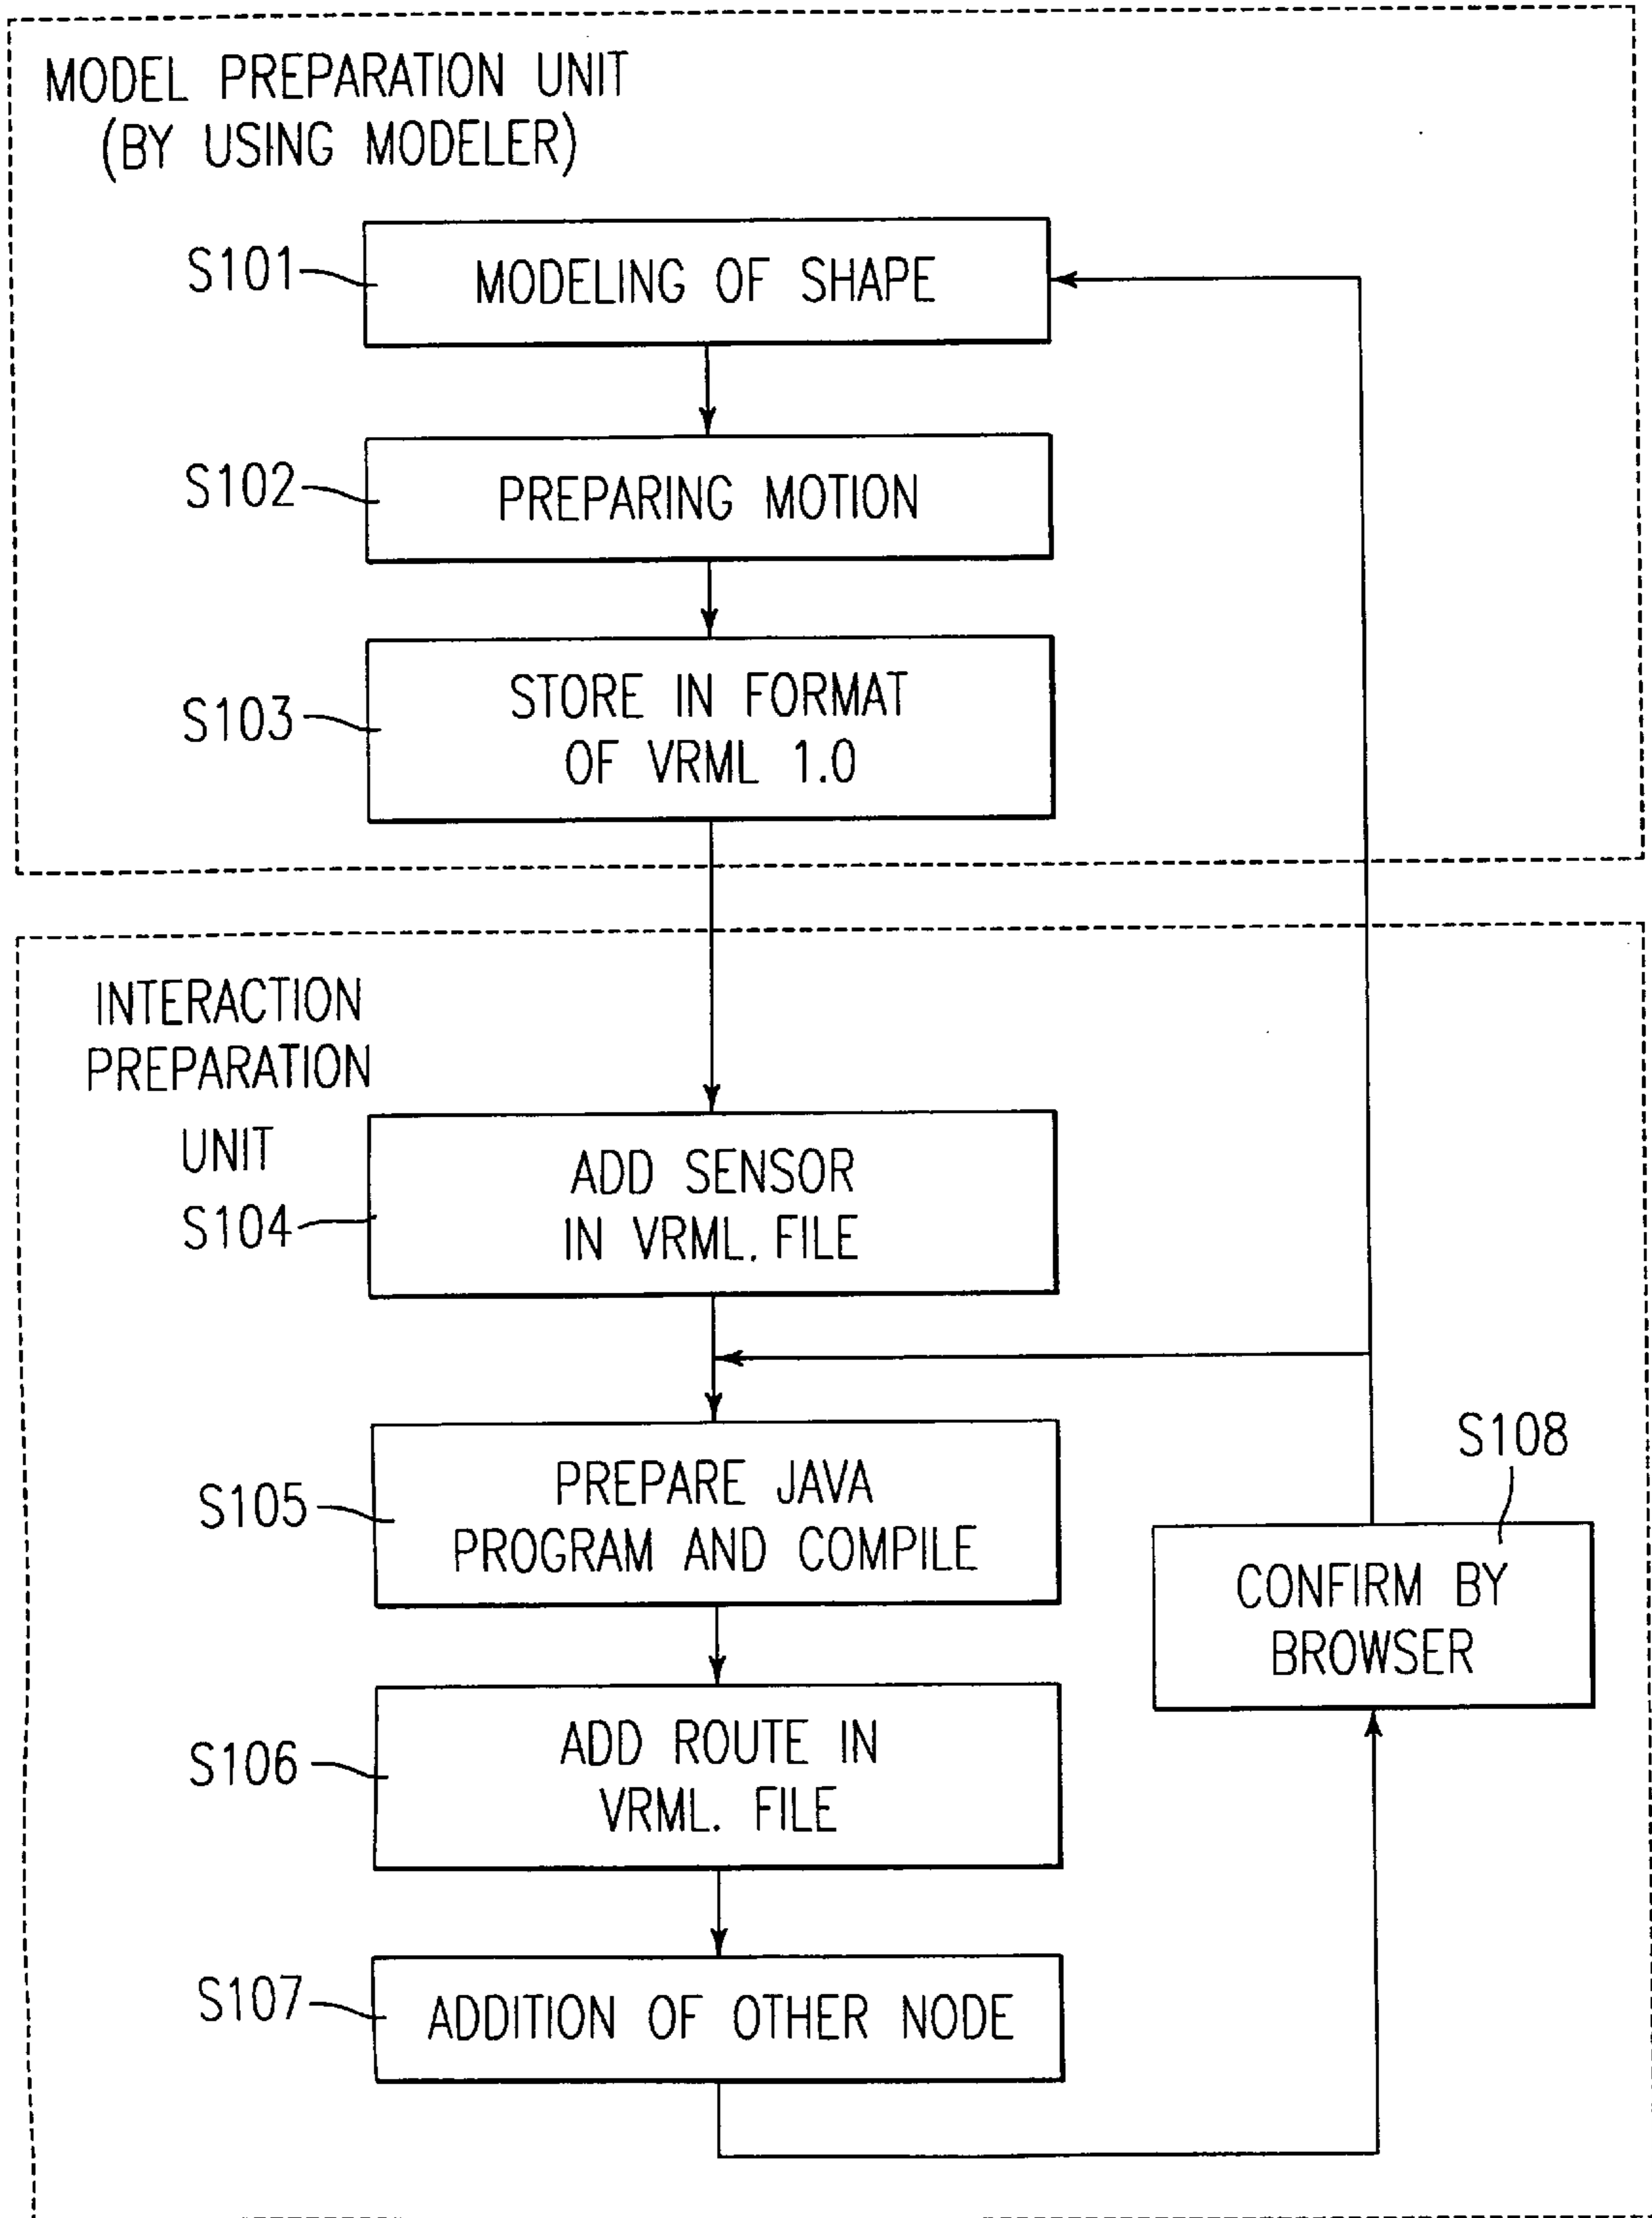 MODEL PREPARATION UNIT
(BY USING MODELER)
S101
MODELING OF SHAPE
S102
PREPARING MOTION
S103
STORE IN FORMAT
OF VRML 1.0
INTERACTION
PREPARATION
UNIT
S104
ADD SENSOR
IN VRML. FILE
S105
PREPARE JAVA
PROGRAM AND COMPILE
S108
CONFIRM BY
BROWSER
S106
ADD ROUTE IN
VRML. FILE
S107
ADDITION OF OTHER NODE